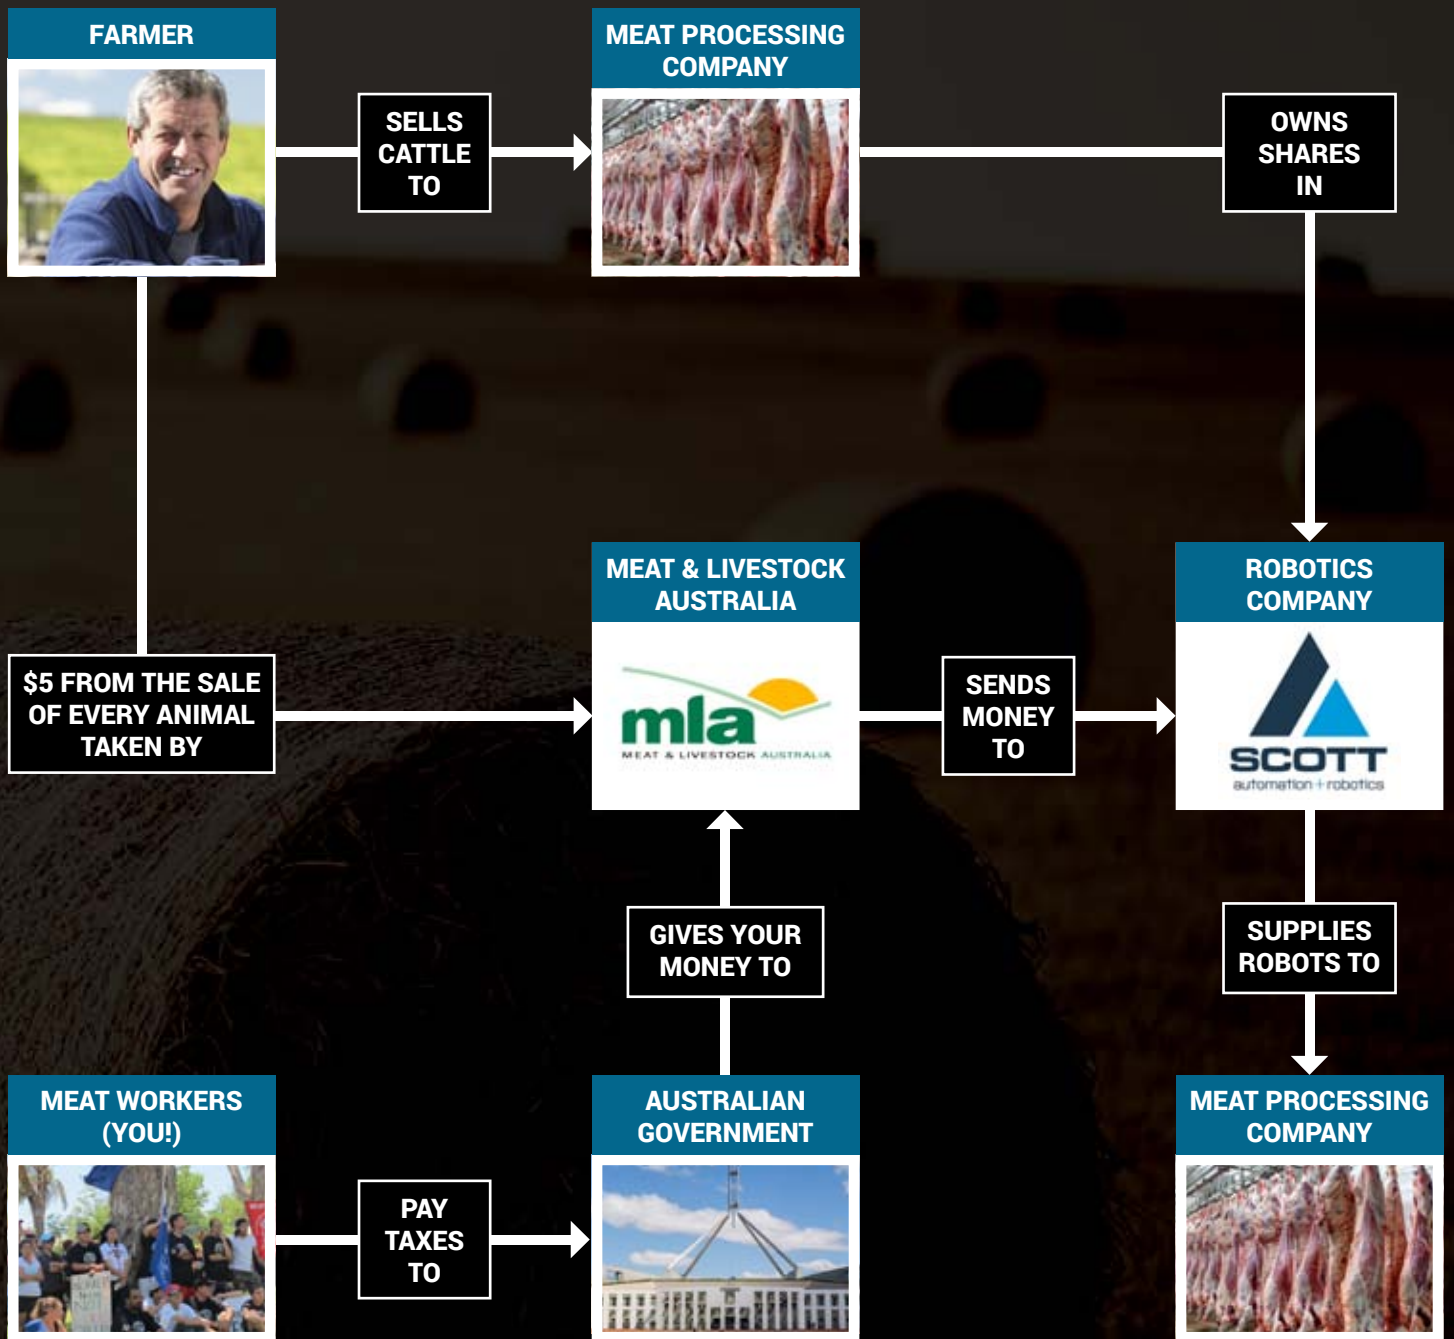 FARMER
MEAT PROCESSING
COMPANY
SELLS
CATTLE
TO
OWNS
SHARES
IN
MEAT & LIVESTOCK
AUSTRALIA
ROBOTICS
COMPANY
$5 FROM THE SALE
OF EVERY ANIMAL
TAKEN BY
mla
MEAT & LIVESTOCK AUSTRALIA
SENDS
MONEY
TO
SCOTT
automation+robotics
GIVES YOUR
MONEY TO
SUPPLIES
ROBOTS TO
MEAT WORKERS
(YOU!)
AUSTRALIAN
GOVERNMENT
MEAT PROCESSING
COMPANY
PAY
TAXES
TO